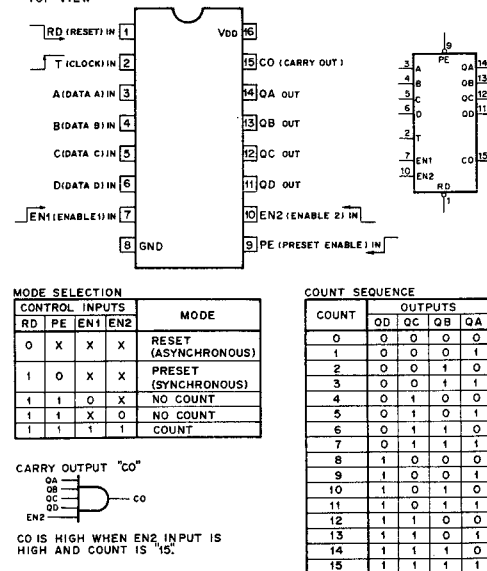 TOP VIEW
RD (RESET) IN 1
T (CLOCK) IN 2
A(DATA A) IN 3
B(DATA B) IN 4
C(DATA C) IN 5
D(DATA D) IN 6
EN1 (ENABLE1) IN 7
8 GND
VDD 16
15 CO (CARRY OUT)
14 QA OUT
13 QB OUT
12 QC OUT
11 QD OUT
10 EN2 (ENABLE 2) IN
9 PE (PRESET ENABLE) IN
9
PE
3 A QA 14
4 B QB 13
5 C QC 12
6 D QD 11
2 T
7 EN1 CO 15
10 EN2
RD
1
MODE SELECTION
CONTROL INPUTS MODE
RD PE EN1 EN2
0 X X X RESET (ASYNCHRONOUS)
1 0 X X PRESET (SYNCHRONOUS)
1 1 0 X NO COUNT
1 1 X 0 NO COUNT
1 1 1 1 COUNT
CARRY OUTPUT "CO"
QA
QB
QC
QD
EN2
CO
CO IS HIGH WHEN EN2 INPUT IS
HIGH AND COUNT IS "15".
COUNT SEQUENCE
COUNT OUTPUTS
QD QC QB QA
0 0 0 0 0
1 0 0 0 1
2 0 0 1 0
3 0 0 1 1
4 0 1 0 0
5 0 1 0 1
6 0 1 1 0
7 0 1 1 1
8 1 0 0 0
9 1 0 0 1
10 1 0 1 0
11 1 0 1 1
12 1 1 0 0
13 1 1 0 1
14 1 1 1 0
15 1 1 1 1